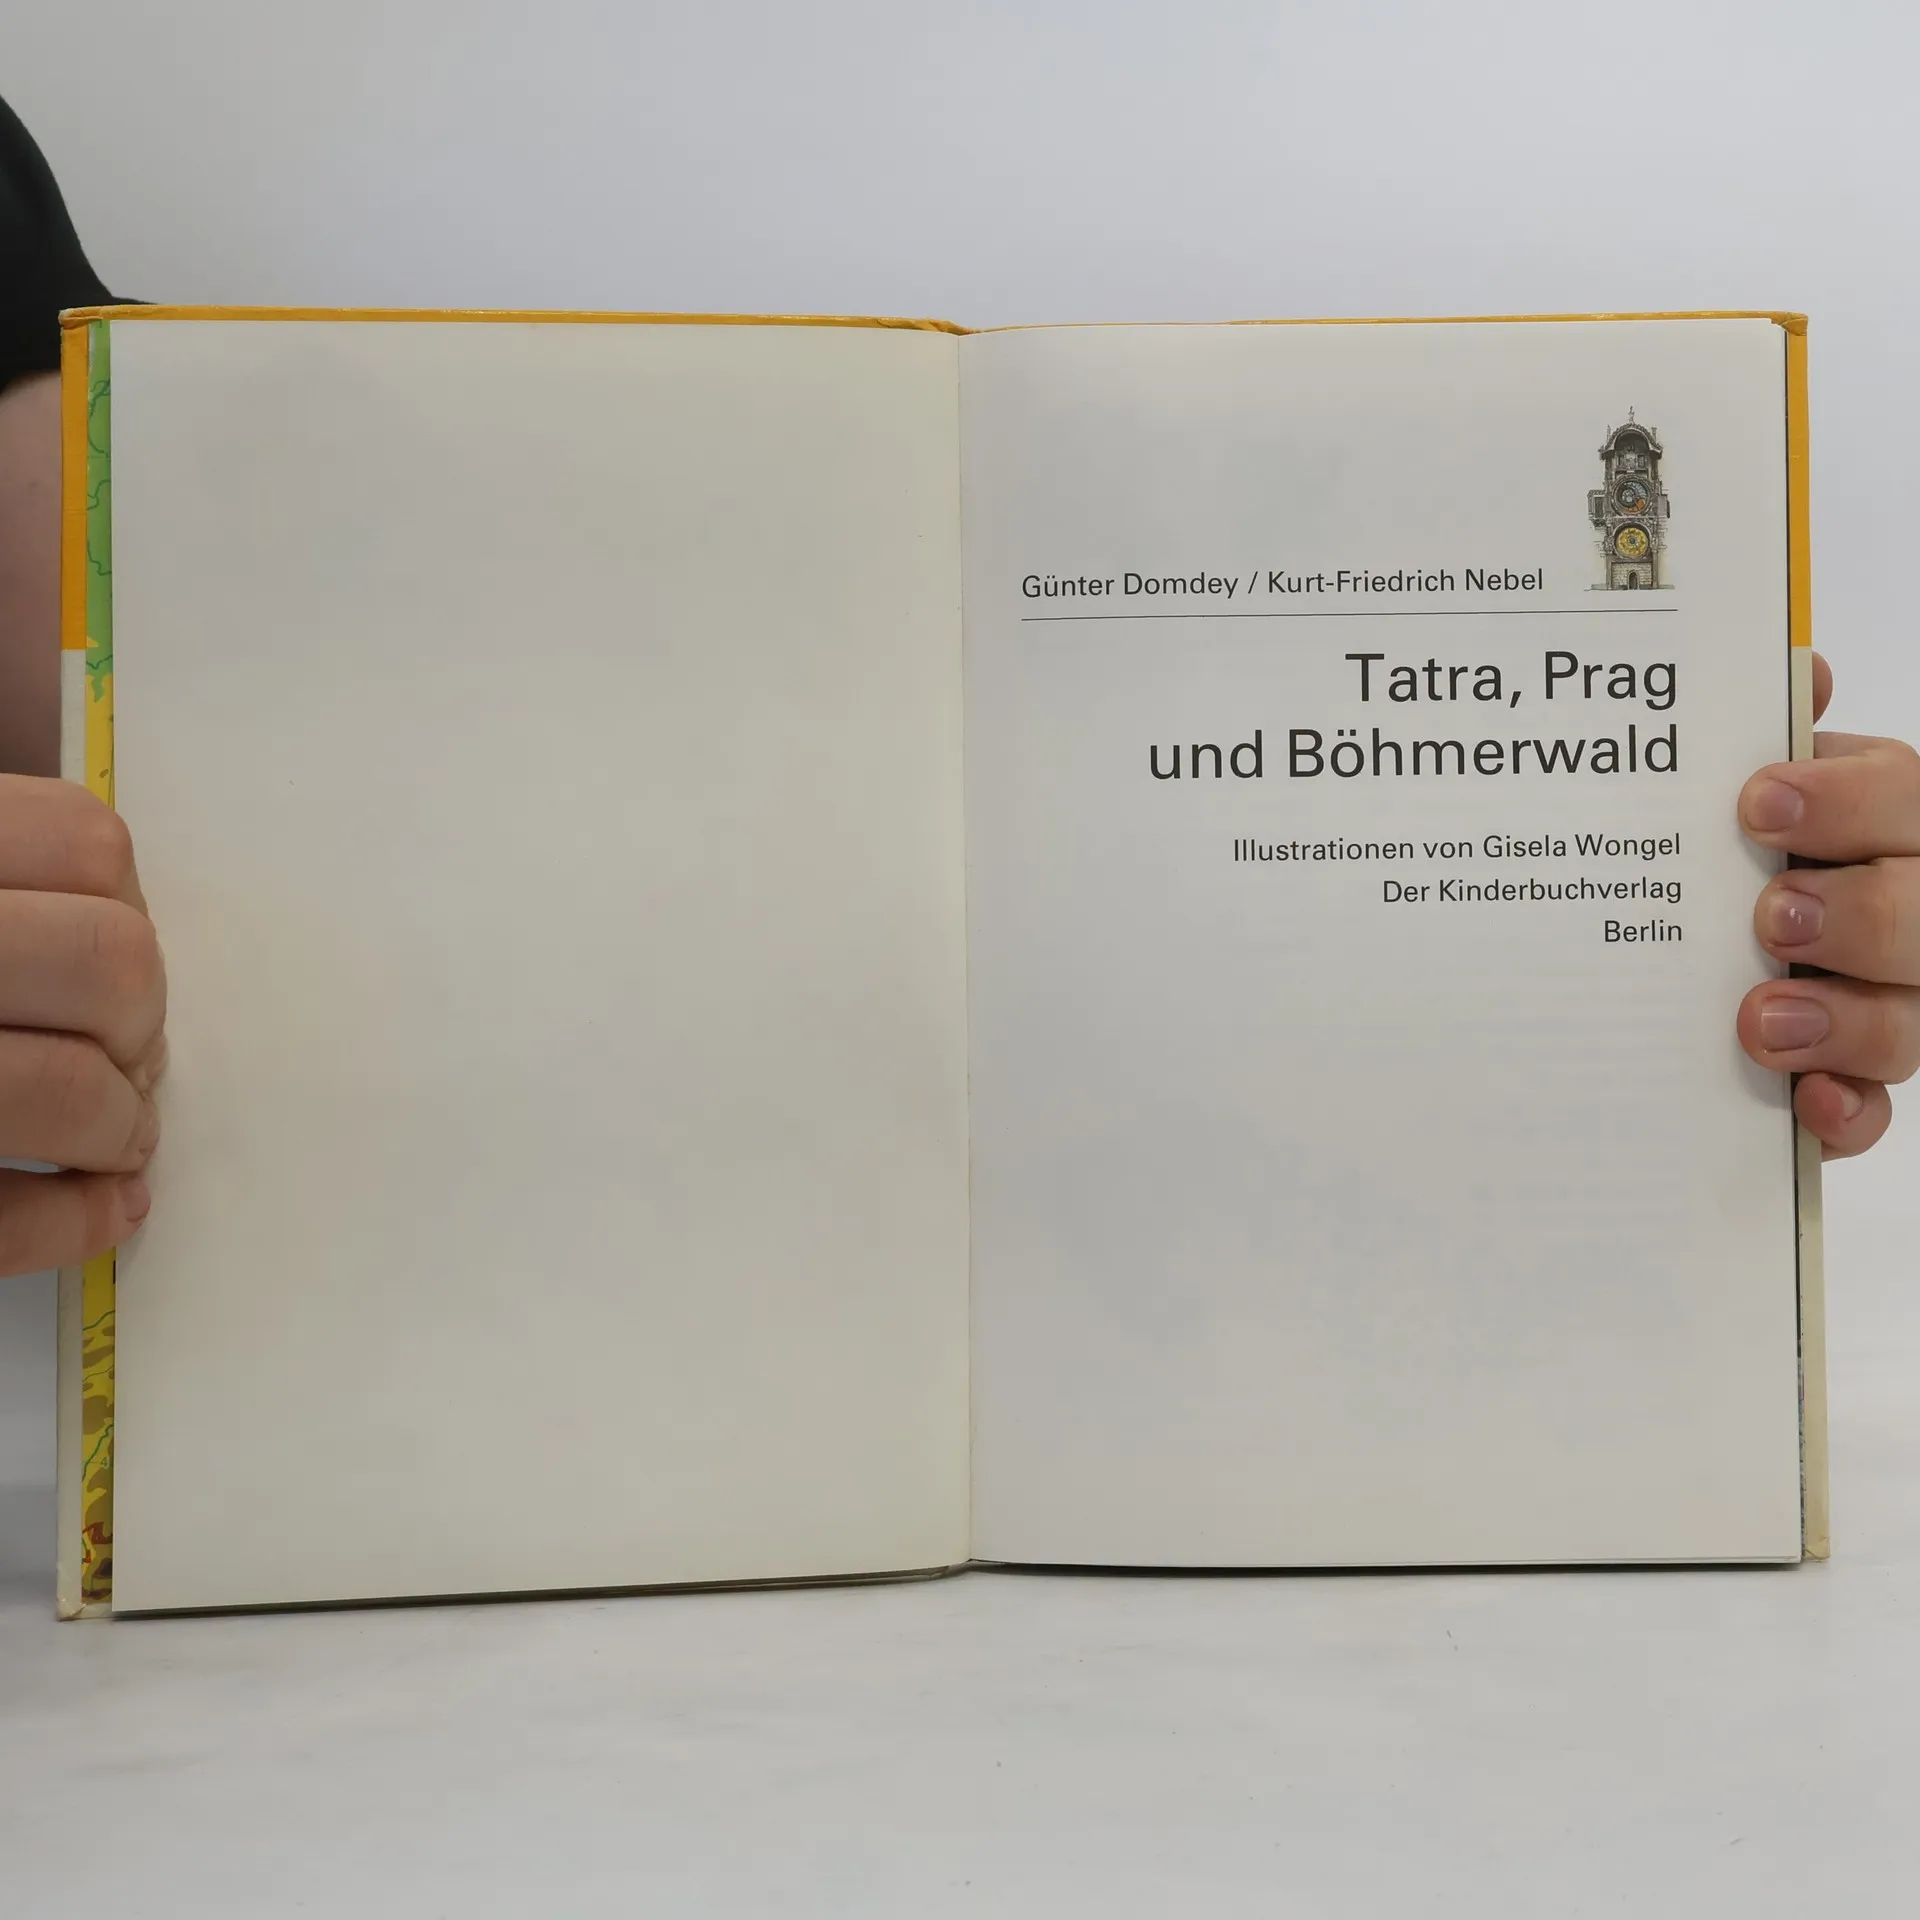 Günter Domdey / Kurt-Friedrich Nebel
Tatra, Prag
und Böhmerwald
Illustrationen von Gisela Wongel
Der Kinderbuchverlag
Berlin